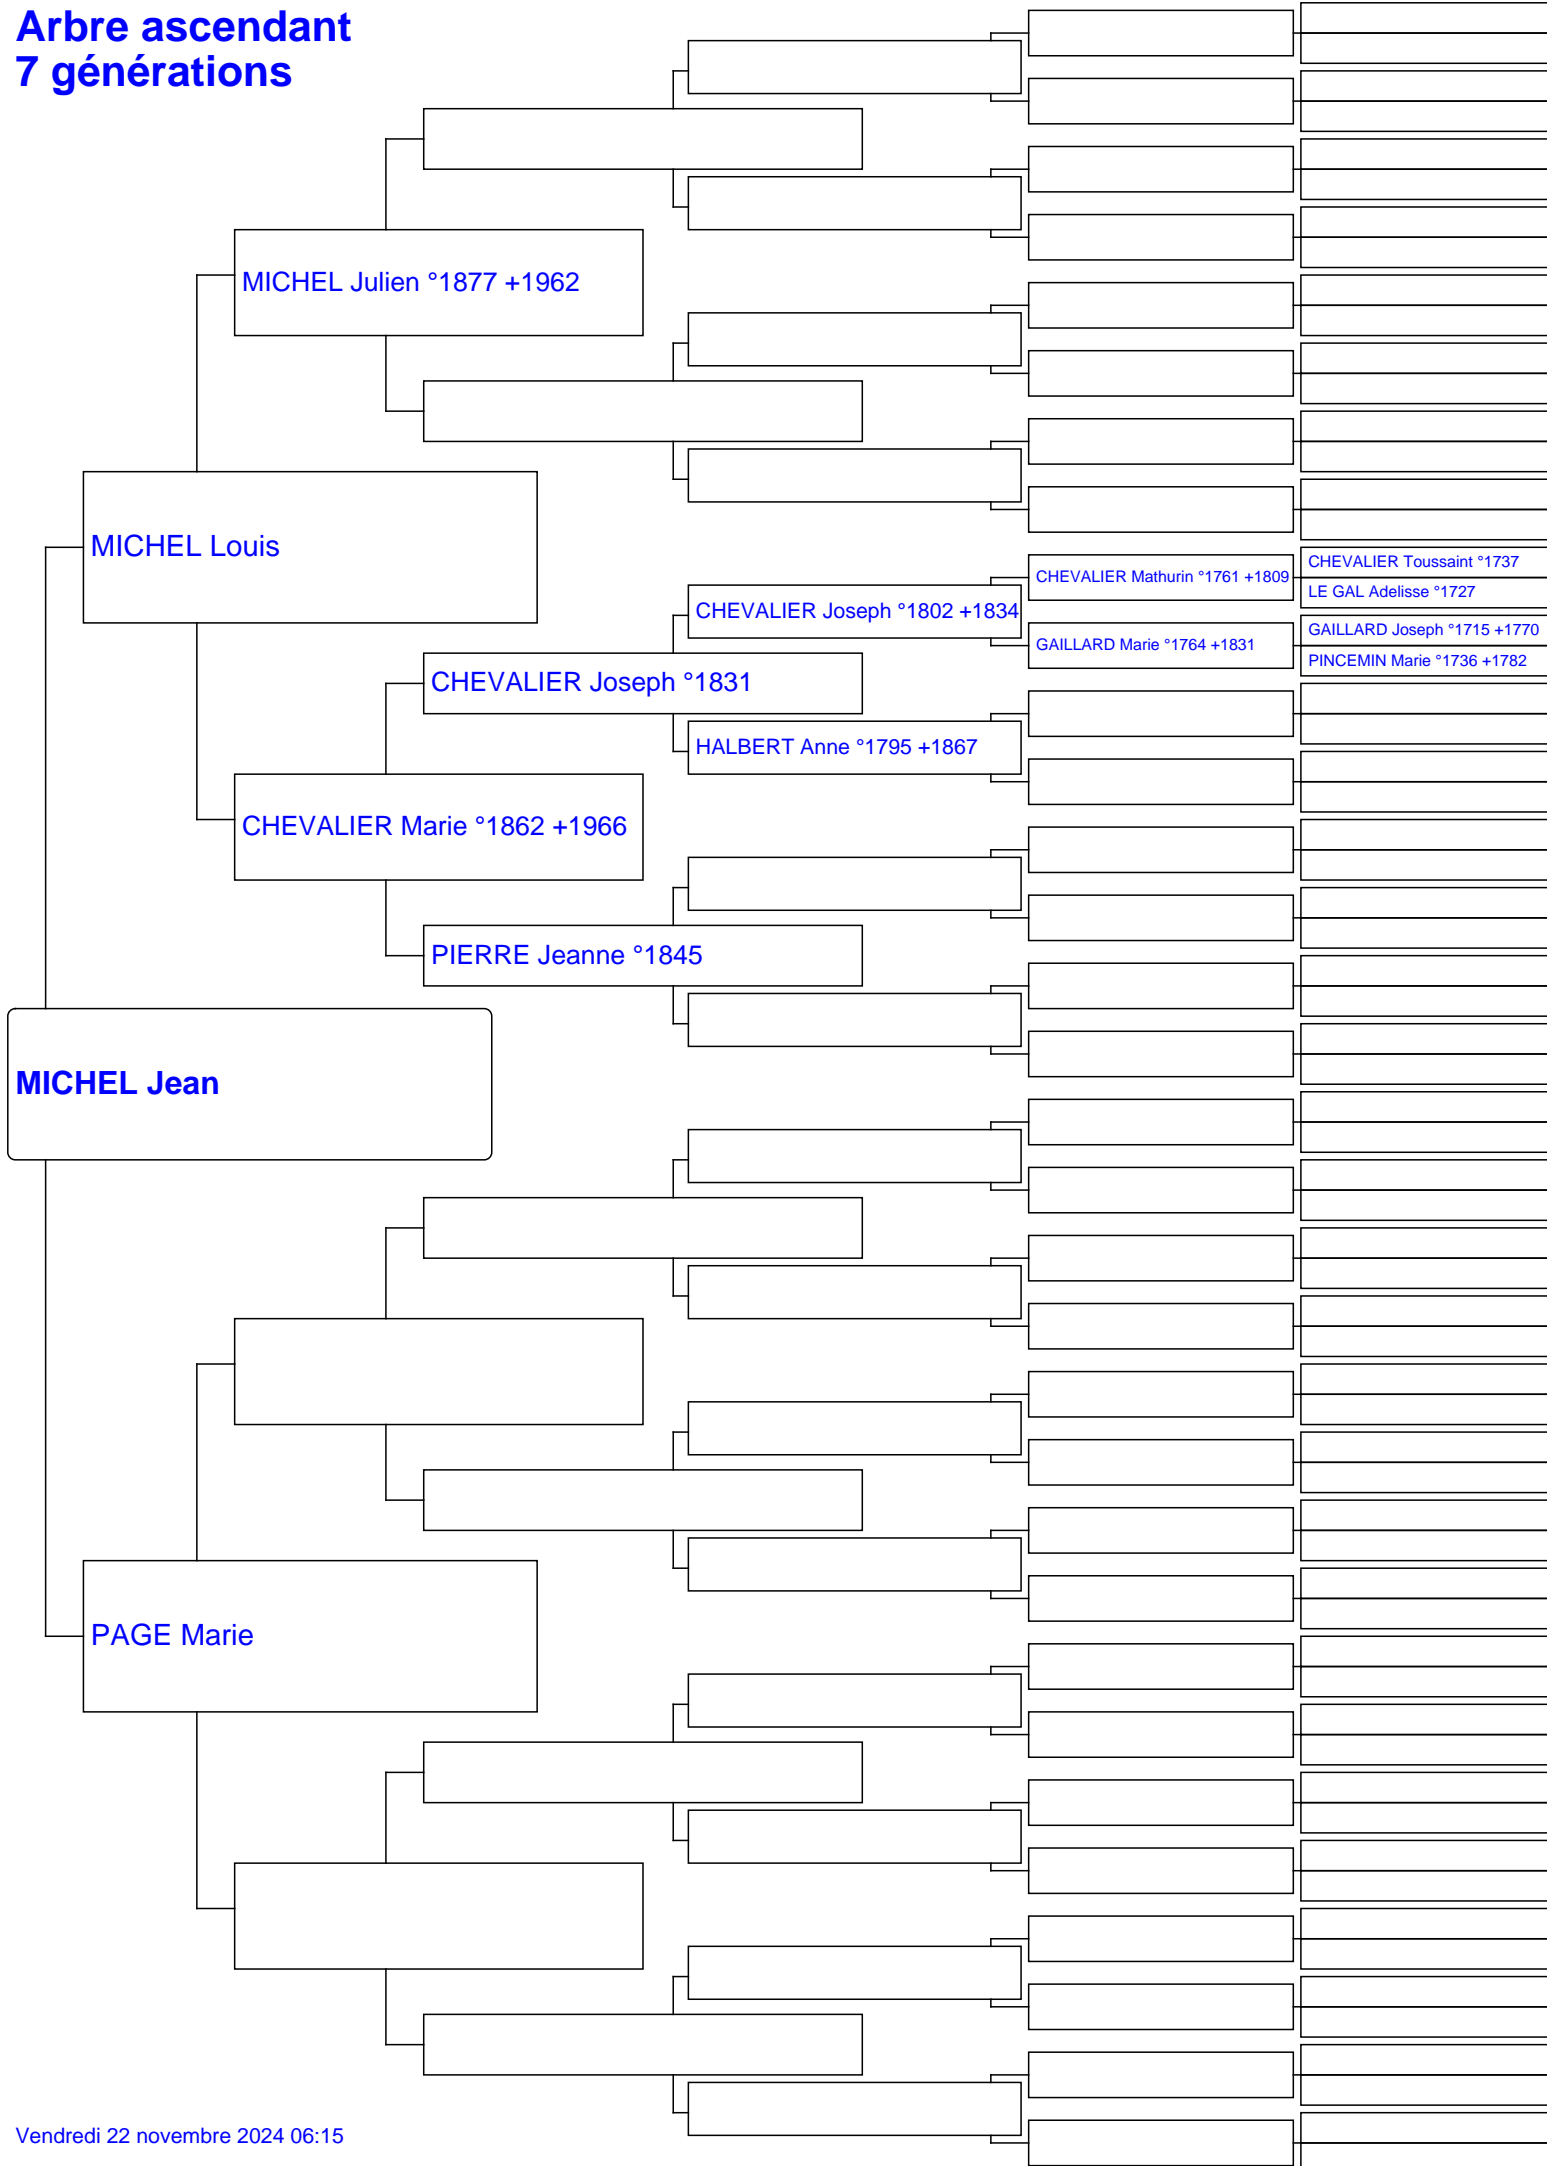 Arbre ascendant
7 générations
MICHEL Julien °1877 +1962
MICHEL Louis
CHEVALIER Toussaint °1737
CHEVALIER Mathurin °1761 +1809
LE GAL Adelisse °1727
CHEVALIER Joseph °1802 +1834
GAILLARD Joseph °1715 +1770
GAILLARD Marie °1764 +1831
PINCEMIN Marie °1736 +1782
CHEVALIER Joseph °1831
HALBERT Anne °1795 +1867
CHEVALIER Marie °1862 +1966
PIERRE Jeanne °1845
MICHEL Jean
PAGE Marie
Vendredi 22 novembre 2024 06:15